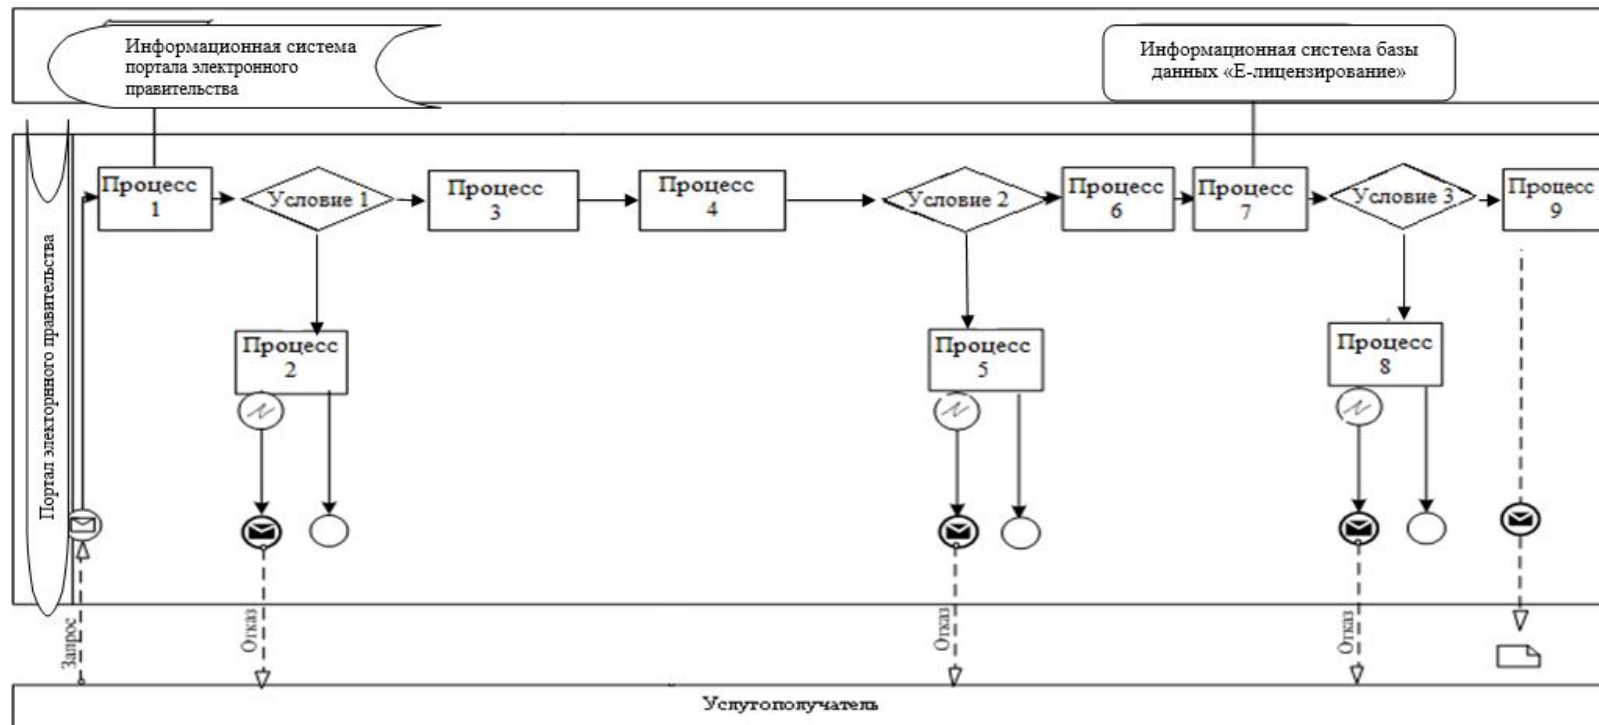 Информационная система
портала электронного
правительства
Информационная система базы
данных «Е-лицензирование»
Портал электорнного правительства
Процесс
1
Условие 1
Процесс
3
Процесс
4
Условие 2
Процесс
6
Процесс
7
Условие 3
Процесс
9
Процесс
2
Процесс
5
Процесс
8
Запрос
Отказ
Отказ
Отказ
Услугополучатель